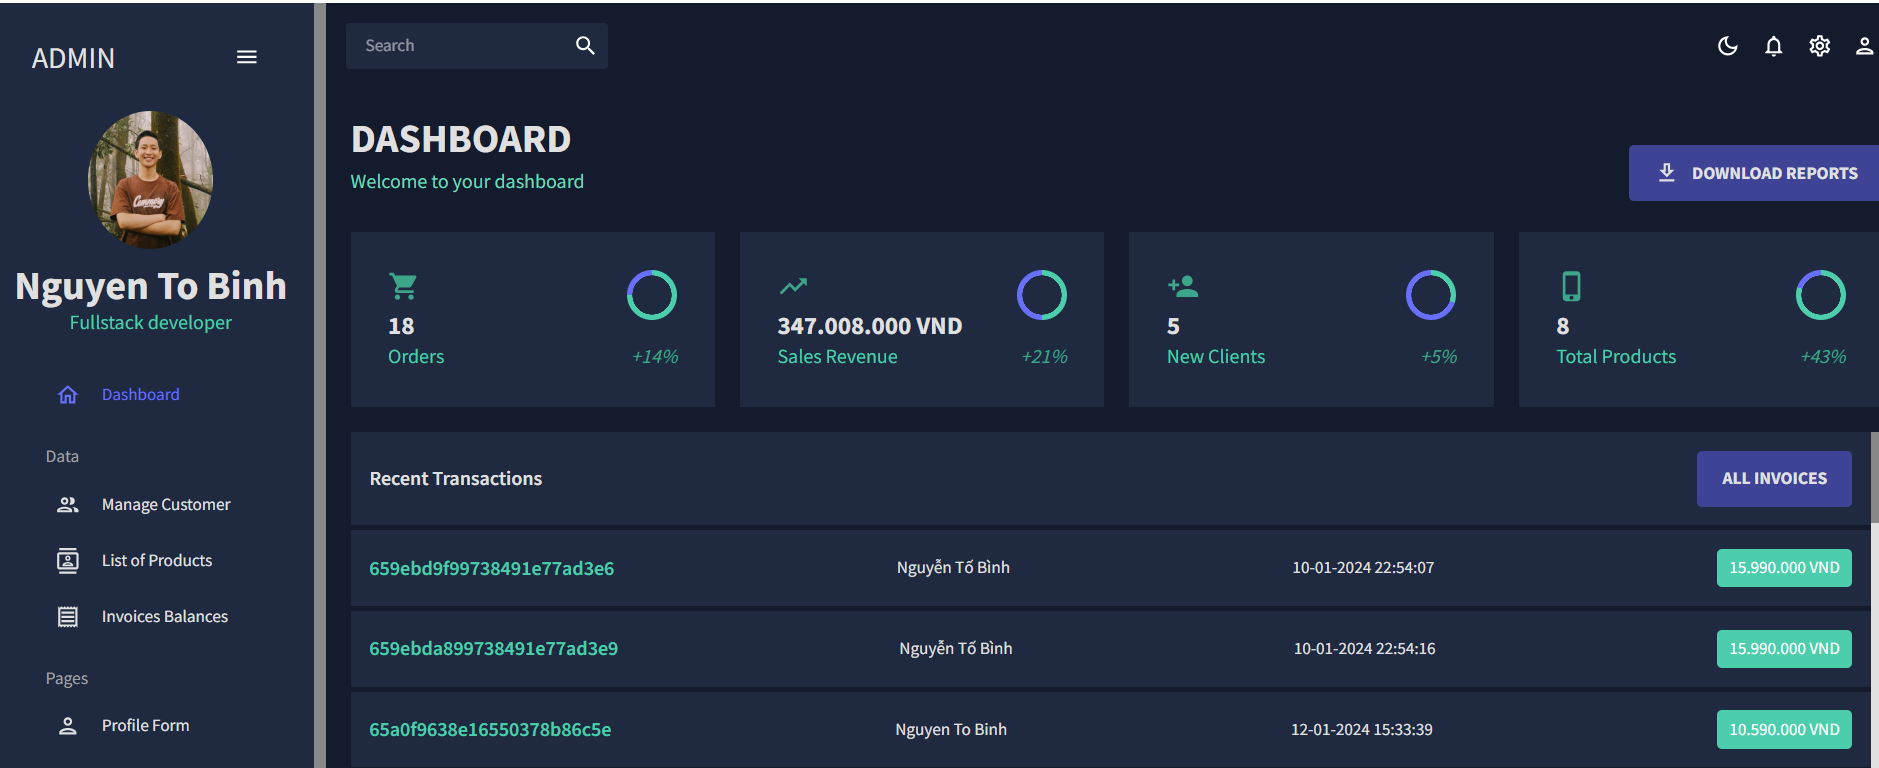 ADMIN
Search
Nguyen To Binh
Fullstack developer
Dashboard
Data
Manage Customer
List of Products
Invoices Balances
Pages
Profile Form
DASHBOARD
Welcome to your dashboard
DOWNLOAD REPORTS
18
Orders
+14%
347.008.000 VND
Sales Revenue
+21%
5
New Clients
+5%
8
Total Products
+43%
Recent Transactions
ALL INVOICES
659ebd9f99738491e77ad3e6 Nguyễn Tố Bình 10-01-2024 22:54:07 15.990.000 VND
659ebda899738491e77ad3e9 Nguyễn Tố Bình 10-01-2024 22:54:16 15.990.000 VND
65a0f9638e16550378b86c5e Nguyen To Binh 12-01-2024 15:33:39 10.590.000 VND